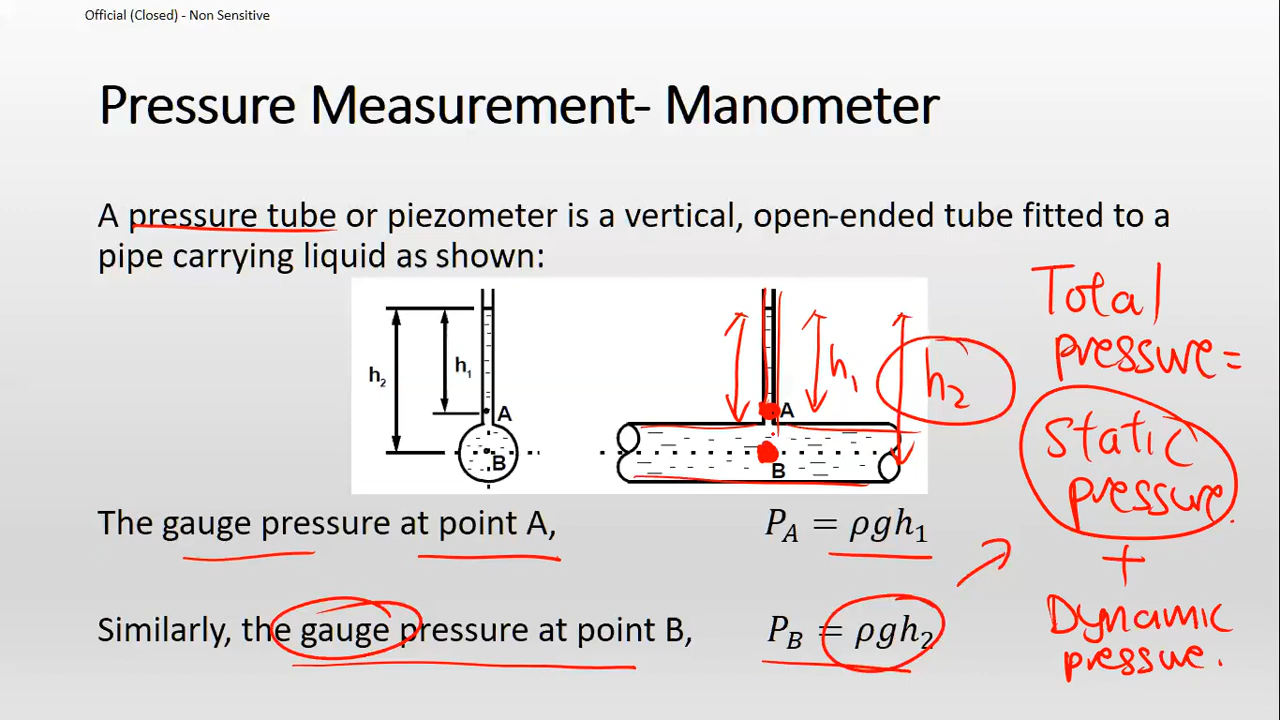 Official (Closed) - Non Sensitive
Pressure Measurement- Manometer
A pressure tube or piezometer is a vertical, open-ended tube fitted to a
pipe carrying liquid as shown:
h₂
h₁
A
B
h₁
h₂
A
B
Total
pressure =
Static
pressure.
+
Dynamic
pressue.
The gauge pressure at point A,
P_A = ρgh₁
Similarly, the gauge pressure at point B,
P_B = ρgh₂